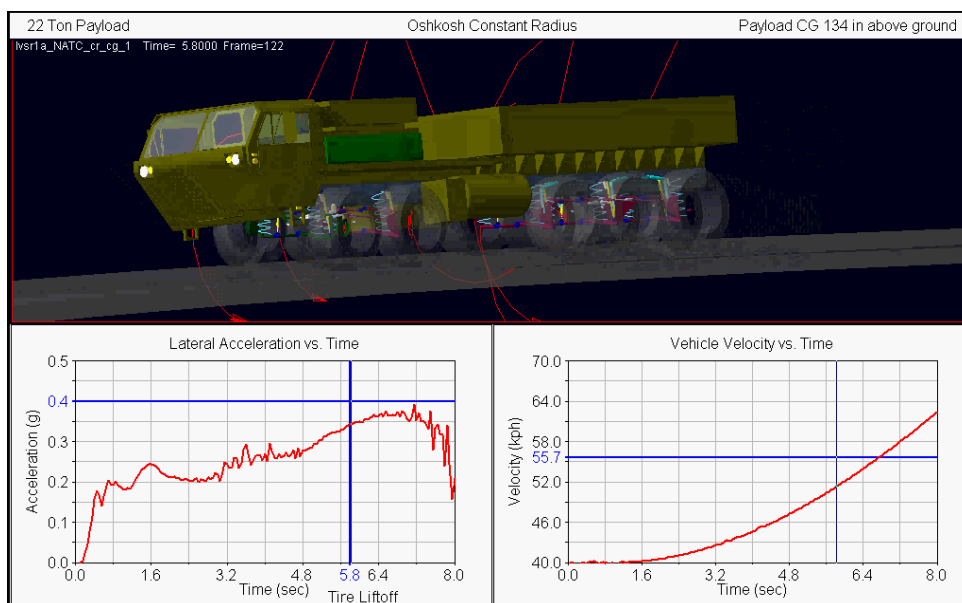 22 Ton Payload Oshkosh Constant Radius Payload CG 134 in above ground
lvsr1a_NATC_cr_cg_1 Time= 5.8000 Frame=122
Lateral Acceleration vs. Time
0.5
0.4
0.3
0.2
0.1
0.0
Acceleration (g)
0.0 1.6 3.2 4.8 5.8 6.4 8.0
Time (sec)
Tire Liftoff
Vehicle Velocity vs. Time
70.0
64.0
58.0
55.7
52.0
46.0
40.0
Velocity (kph)
0.0 1.6 3.2 4.8 6.4 8.0
Time (sec)